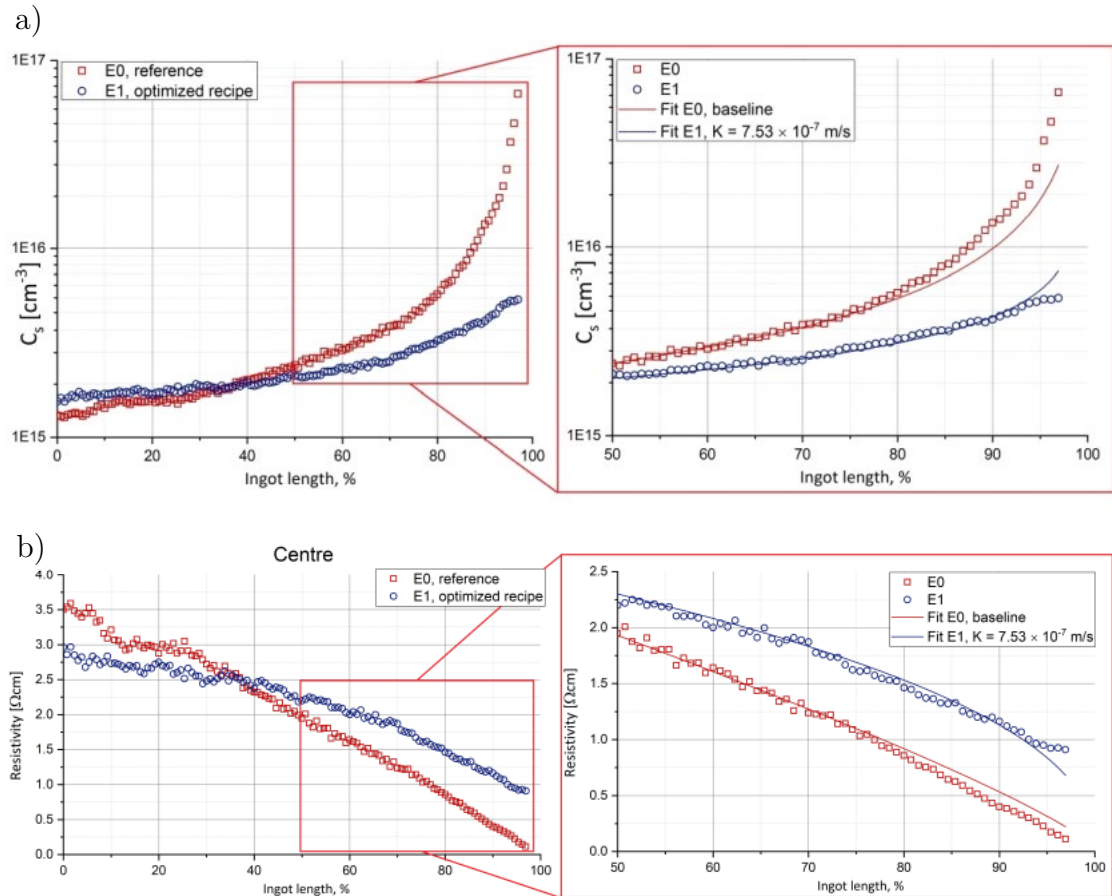 a)
1E17
1E16
1E15
C_s [cm⁻³]
E0, reference
E1, optimized recipe
0 20 40 60 80 100
Ingot length, %
1E17
1E16
1E15
C_s [cm⁻³]
E0
E1
Fit E0, baseline
Fit E1, K = 7.53 × 10⁻⁷ m/s
50 60 70 80 90 100
Ingot length, %
b)
Centre
4.0
3.5
3.0
2.5
2.0
1.5
1.0
0.5
0.0
Resistivity [Ωcm]
E0, reference
E1, optimized recipe
0 20 40 60 80 100
Ingot length, %
2.5
2.0
1.5
1.0
0.5
0.0
Resistivity [Ωcm]
E0
E1
Fit E0, baseline
Fit E1, K = 7.53 × 10⁻⁷ m/s
50 60 70 80 90 100
Ingot length, %